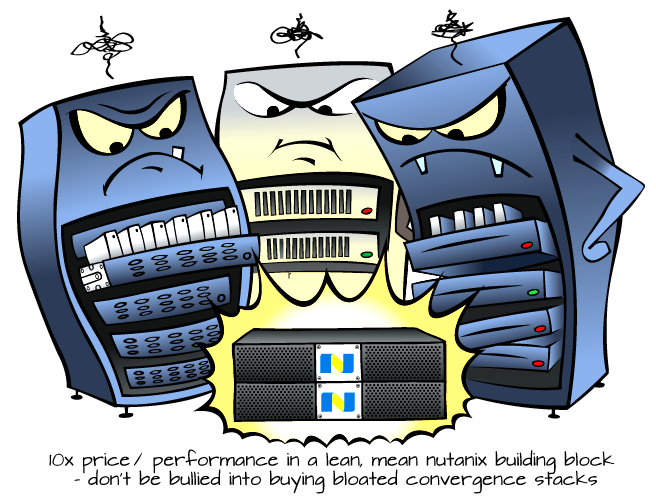 10x price/ performance in a lean, mean nutanix building block
- don't be bullied into buying bloated convergence stacks